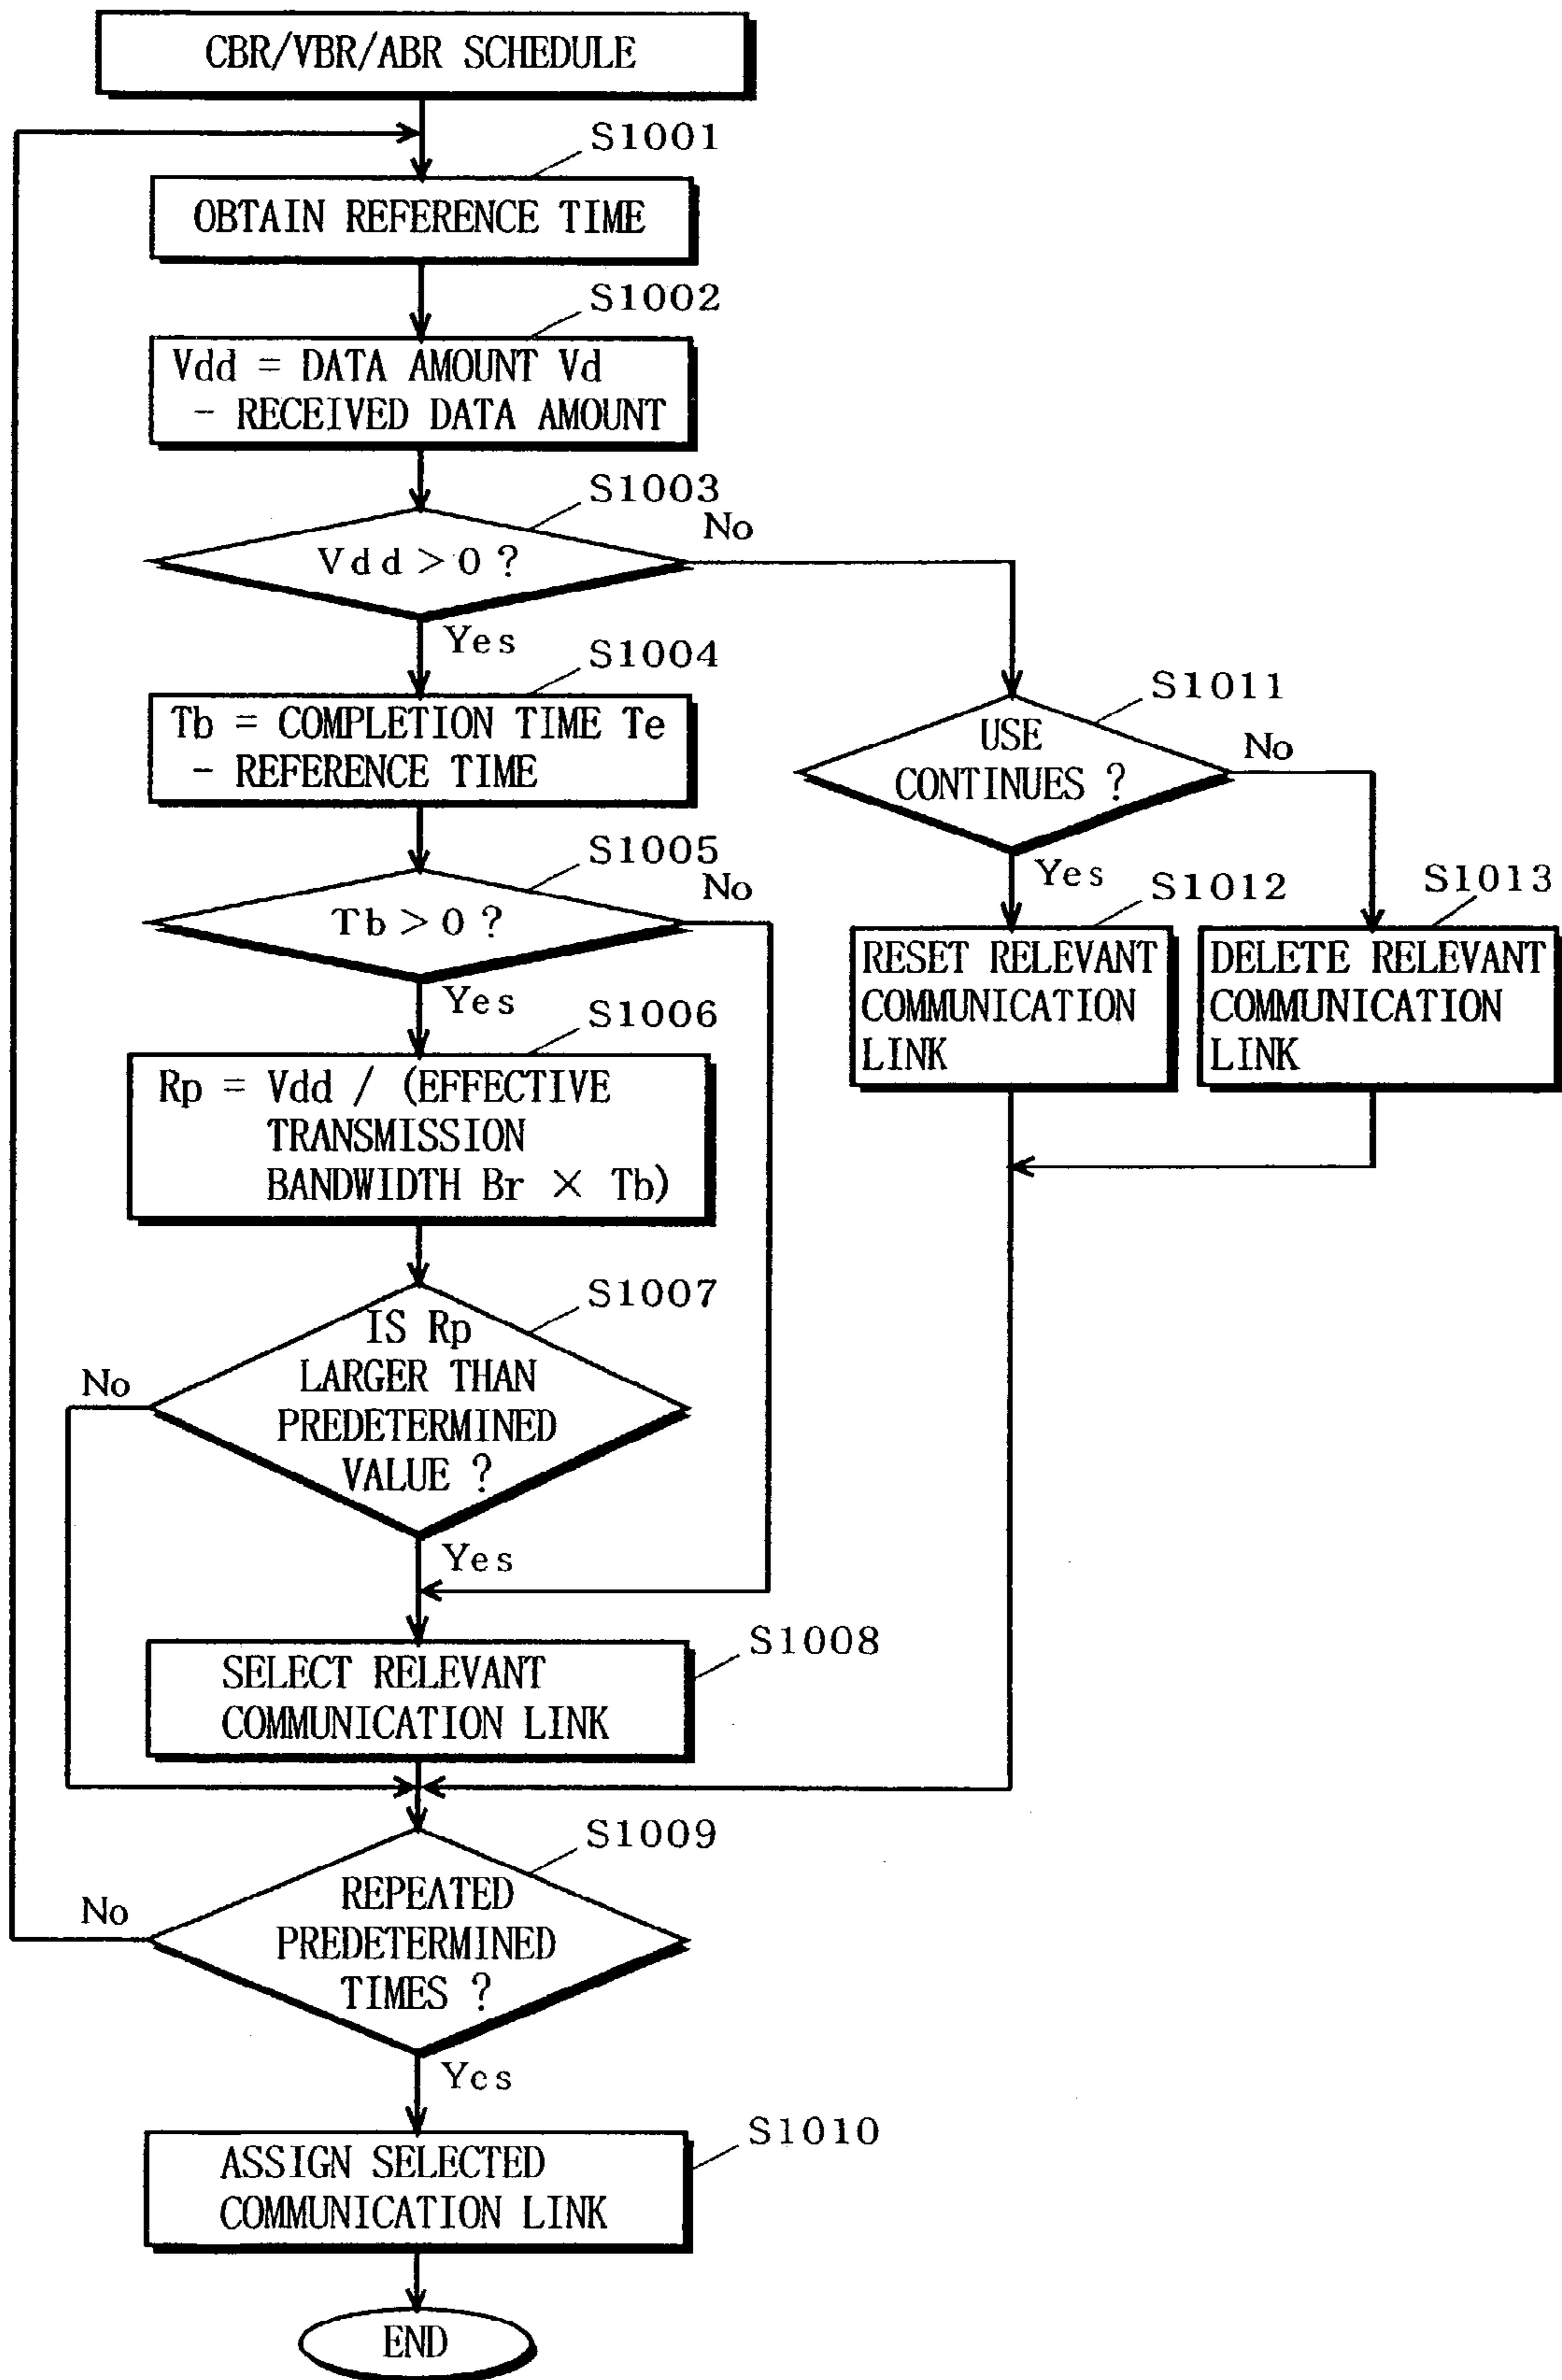 CBR/VBR/ABR SCHEDULE
S1001
OBTAIN REFERENCE TIME
S1002
Vdd = DATA AMOUNT Vd
- RECEIVED DATA AMOUNT
S1003
No
Vdd > 0 ?
Yes
S1004
Tb = COMPLETION TIME Te
- REFERENCE TIME
S1005
No
Tb > 0 ?
Yes
S1006
Rp = Vdd / (EFFECTIVE
TRANSMISSION
BANDWIDTH Br × Tb)
S1007
IS Rp
LARGER THAN
PREDETERMINED
VALUE ?
No
Yes
S1008
SELECT RELEVANT
COMMUNICATION LINK
S1009
REPEATED
PREDETERMINED
TIMES ?
No
Yes
S1010
ASSIGN SELECTED
COMMUNICATION LINK
END
S1011
USE
CONTINUES ?
No
Yes
S1012
RESET RELEVANT
COMMUNICATION
LINK
S1013
DELETE RELEVANT
COMMUNICATION
LINK